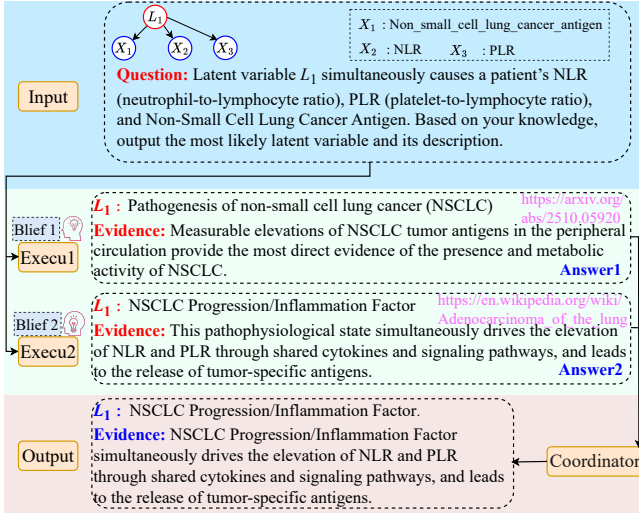 L1
X1 X2 X3
X1 : Non_small_cell_lung_cancer_antigen
X2 : NLR X3 : PLR
Input
Question: Latent variable L1 simultaneously causes a patient's NLR
(neutrophil-to-lymphocyte ratio), PLR (platelet-to-lymphocyte ratio),
and Non-Small Cell Lung Cancer Antigen. Based on your knowledge,
output the most likely latent variable and its description.
Blief 1
Execu1
L1 : Pathogenesis of non-small cell lung cancer (NSCLC)
https://arxiv.org/
abs/2510.05920
Evidence: Measurable elevations of NSCLC tumor antigens in the peripheral
circulation provide the most direct evidence of the presence and metabolic
activity of NSCLC.
Answer1
Blief 2
Execu2
L1 : NSCLC Progression/Inflammation Factor
https://en.wikipedia.org/wiki/
Adenocarcinoma_of_the_lung
Evidence: This pathophysiological state simultaneously drives the elevation
of NLR and PLR through shared cytokines and signaling pathways, and leads
to the release of tumor-specific antigens.
Answer2
Output
L1 : NSCLC Progression/Inflammation Factor.
Evidence: NSCLC Progression/Inflammation Factor
simultaneously drives the elevation of NLR and PLR
through shared cytokines and signaling pathways, and leads
to the release of tumor-specific antigens.
Coordinator